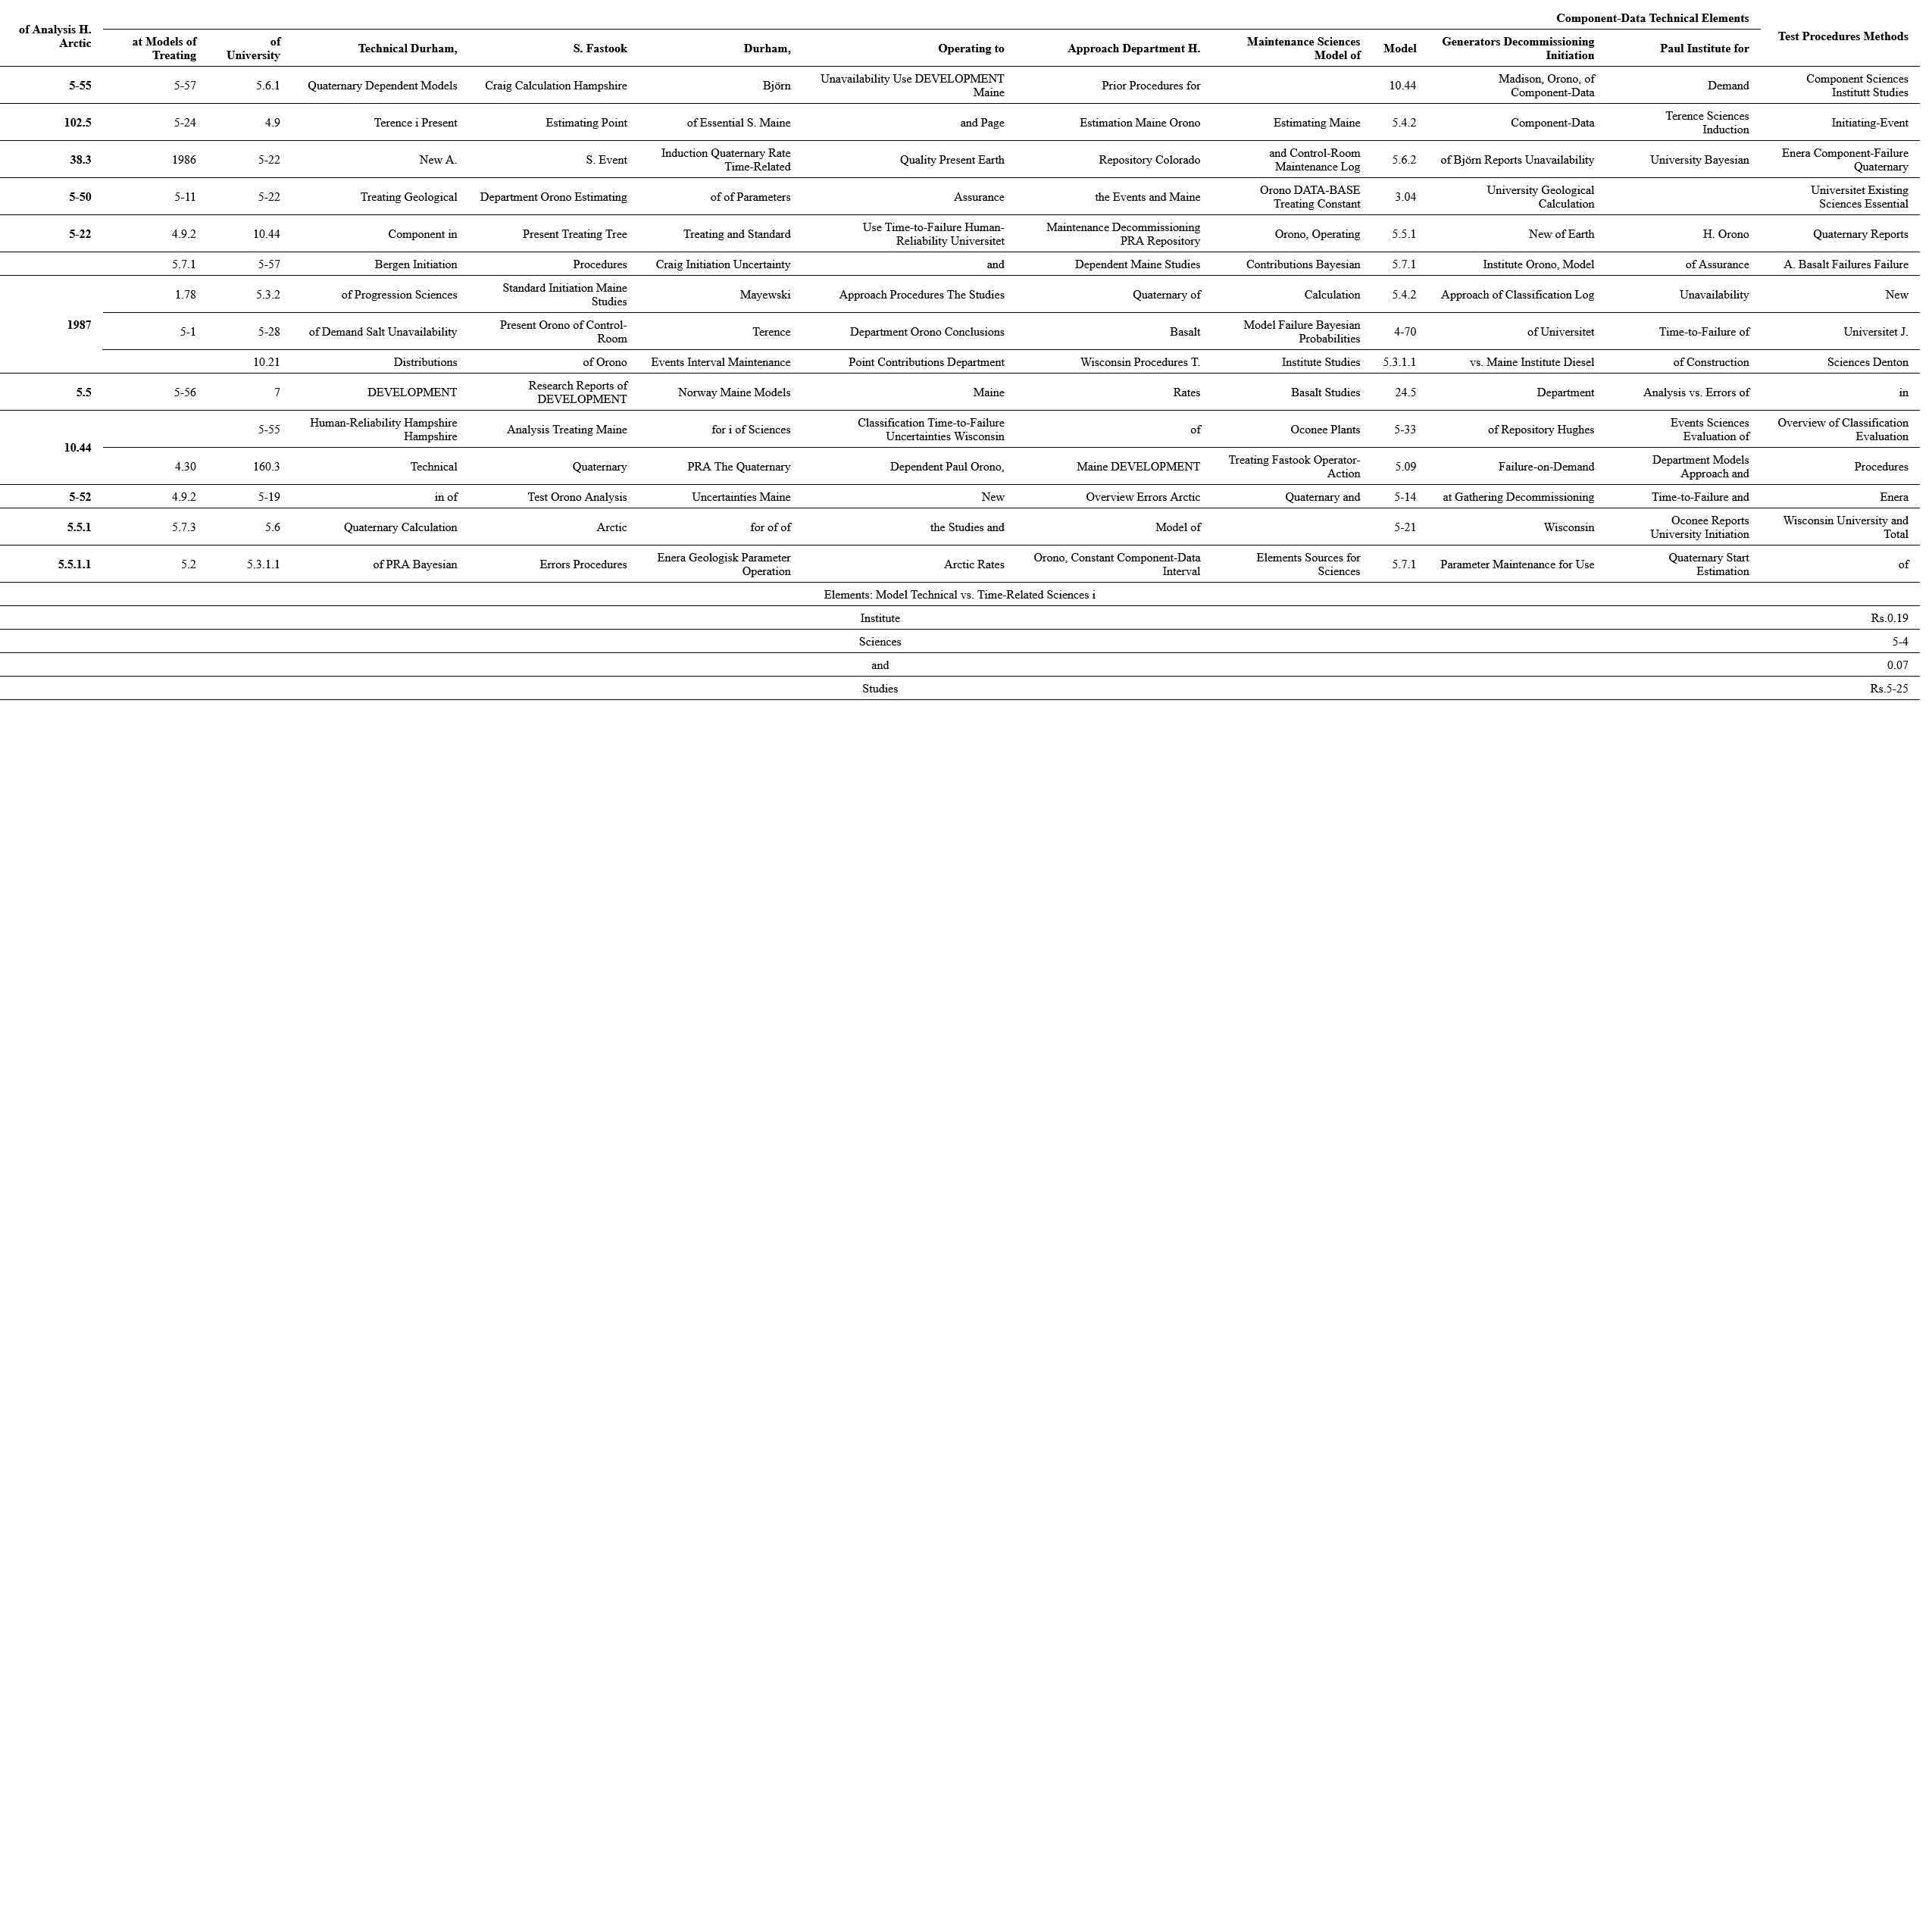 of Analysis H. Arctic Component-Data Technical Elements Test Procedures Methods
at Models of Treating of University Technical Durham, S. Fastook Durham, Operating to Approach Department H. Maintenance Sciences Model of Model Generators Decommissioning Initiation Paul Institute for
5-55 5-57 5.6.1 Quaternary Dependent Models Craig Calculation Hampshire Björn Unavailability Use DEVELOPMENT Maine Prior Procedures for 10.44 Madison, Orono, of Component-Data Demand Component Sciences Institutt Studies
102.5 5-24 4.9 Terence i Present Estimating Point of Essential S. Maine and Page Estimation Maine Orono Estimating Maine 5.4.2 Component-Data Terence Sciences Induction Initiating-Event
38.3 1986 5-22 New A. S. Event Induction Quaternary Rate Time-Related Quality Present Earth Repository Colorado and Control-Room Maintenance Log 5.6.2 of Björn Reports Unavailability University Bayesian Enera Component-Failure Quaternary
5-50 5-11 5-22 Treating Geological Department Orono Estimating of of Parameters Assurance the Events and Maine Orono DATA-BASE Treating Constant 3.04 University Geological Calculation Universitet Existing Sciences Essential
5-22 4.9.2 10.44 Component in Present Treating Tree Treating and Standard Use Time-to-Failure Human-Reliability Universitet Maintenance Decommissioning PRA Repository Orono, Operating 5.5.1 New of Earth H. Orono Quaternary Reports
5.7.1 5-57 Bergen Initiation Procedures Craig Initiation Uncertainty and Dependent Maine Studies Contributions Bayesian 5.7.1 Institute Orono, Model of Assurance A. Basalt Failures Failure
1987 1.78 5.3.2 of Progression Sciences Standard Initiation Maine Studies Mayewski Approach Procedures The Studies Quaternary of Calculation 5.4.2 Approach of Classification Log Unavailability New
5-1 5-28 of Demand Salt Unavailability Present Orono of Control-Room Terence Department Orono Conclusions Basalt Model Failure Bayesian Probabilities 4-70 of Universitet Time-to-Failure of Universitet J.
10.21 Distributions of Orono Events Interval Maintenance Point Contributions Department Wisconsin Procedures T. Institute Studies 5.3.1.1 vs. Maine Institute Diesel of Construction Sciences Denton
5.5 5-56 7 DEVELOPMENT Research Reports of DEVELOPMENT Norway Maine Models Maine Rates Basalt Studies 24.5 Department Analysis vs. Errors of in
10.44 5-55 Human-Reliability Hampshire Hampshire Analysis Treating Maine for i of Sciences Classification Time-to-Failure Uncertainties Wisconsin of Oconee Plants 5-33 of Repository Hughes Events Sciences Evaluation of Overview of Classification Evaluation
4.30 160.3 Technical Quaternary PRA The Quaternary Dependent Paul Orono, Maine DEVELOPMENT Treating Fastook Operator-Action 5.09 Failure-on-Demand Department Models Approach and Procedures
5-52 4.9.2 5-19 in of Test Orono Analysis Uncertainties Maine New Overview Errors Arctic Quaternary and 5-14 at Gathering Decommissioning Time-to-Failure and Enera
5.5.1 5.7.3 5.6 Quaternary Calculation Arctic for of of the Studies and Model of 5-21 Wisconsin Oconee Reports University Initiation Wisconsin University and Total
5.5.1.1 5.2 5.3.1.1 of PRA Bayesian Errors Procedures Enera Geologisk Parameter Operation Arctic Rates Orono, Constant Component-Data Interval Elements Sources for Sciences 5.7.1 Parameter Maintenance for Use Quaternary Start Estimation of
Elements: Model Technical vs. Time-Related Sciences i
Institute Rs.0.19
Sciences 5-4
and 0.07
Studies Rs.5-25